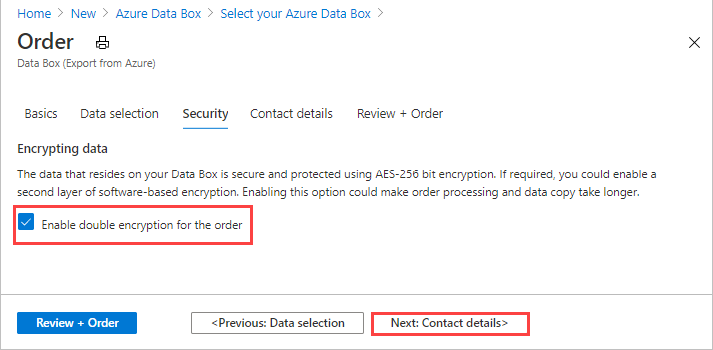 Home > New > Azure Data Box > Select your Azure Data Box >
Order
Data Box (Export from Azure)
Basics Data selection Security Contact details Review + Order
Encrypting data
The data that resides on your Data Box is secure and protected using AES-256 bit encryption. If required, you could enable a
second layer of software-based encryption. Enabling this option could make order processing and data copy take longer.
Enable double encryption for the order
Review + Order <Previous: Data selection Next: Contact details>